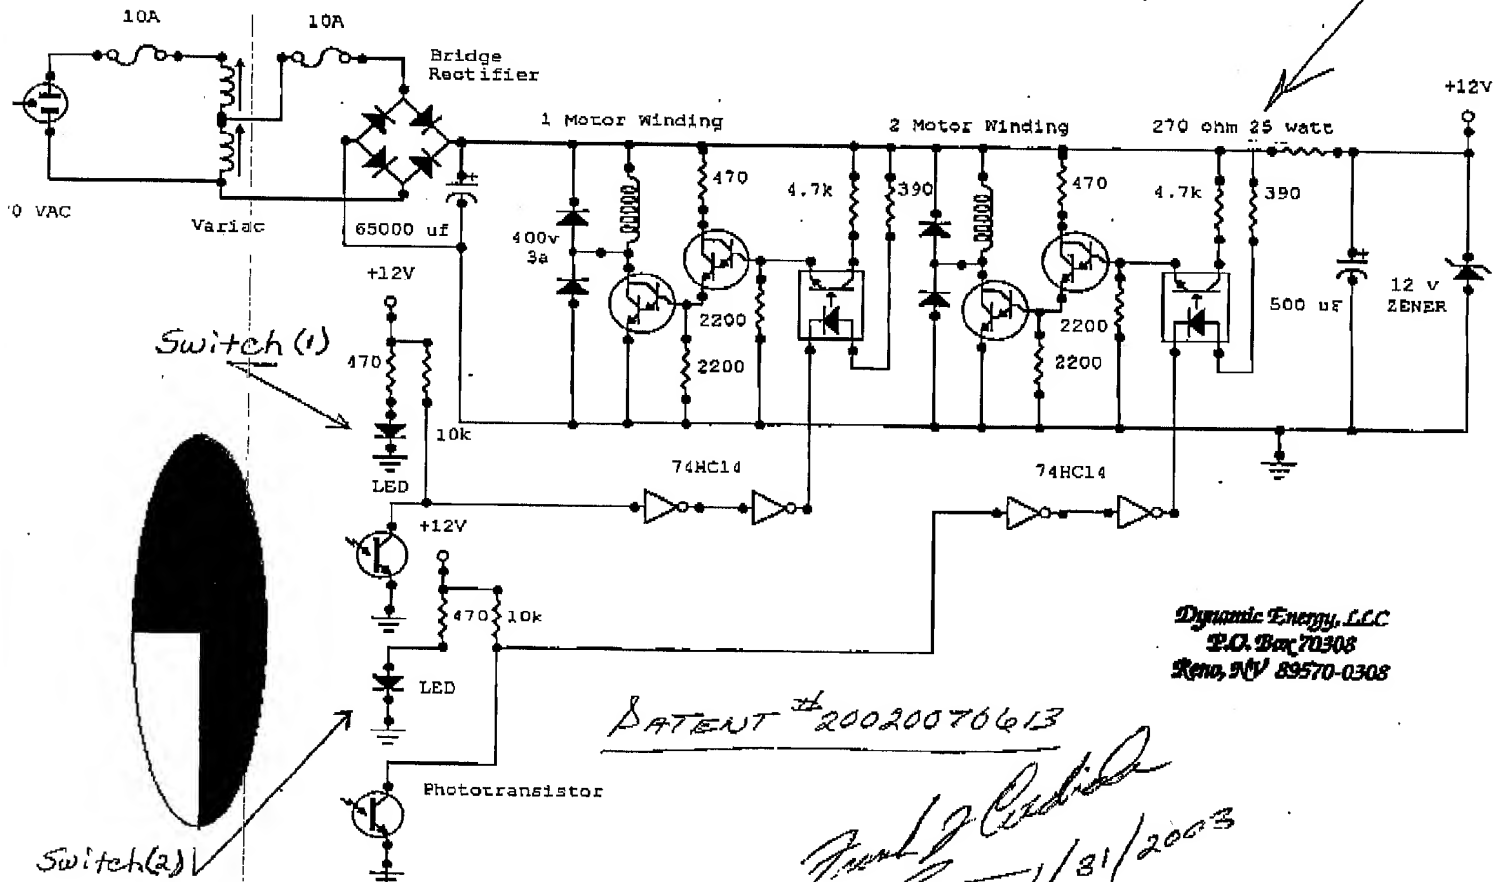 10A
10A
Bridge
Rectifier
+12V
1 Motor Winding
2 Motor Winding
270 ohm 25 watt
470
4.7k
390
470
4.7k
390
0 VAC
Variac
65000 uf
400v
3a
+12V
500 uF
12 v
ZENER
2200
2200
2200
2200
Switch (1)
470
10k
LED
74HC14
74HC14
+12V
470
10k
LED
Dynamic Energy, LLC
P.O. Box 70308
Reno, NV 89570-0308
PATENT # 20020070613
Phototransistor
Switch (2)
1/31/2003